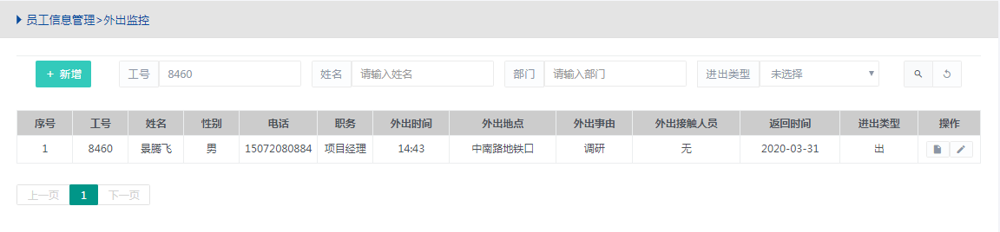 员工信息管理>外出监控
+ 新增 工号 8460 姓名 请输入姓名 部门 请输入部门 进出类型 未选择
序号 工号 姓名 性别 电话 职务 外出时间 外出地点 外出事由 外出接触人员 返回时间 进出类型 操作
1 8460 景腾飞 男 15072080884 项目经理 14:43 中南路地铁口 调研 无 2020-03-31 出
上一页 1 下一页